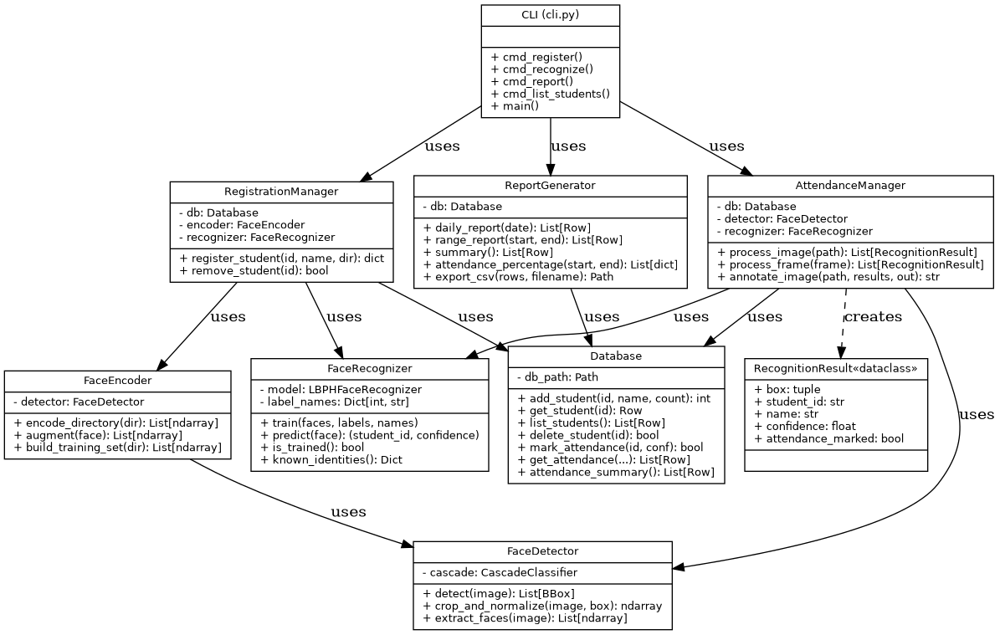 CLI (cli.py)
+ cmd_register()
+ cmd_recognize()
+ cmd_report()
+ cmd_list_students()
+ main()
uses
uses
uses
RegistrationManager
- db: Database
- encoder: FaceEncoder
- recognizer: FaceRecognizer
+ register_student(id, name, dir): dict
+ remove_student(id): bool
ReportGenerator
- db: Database
+ daily_report(date): List[Row]
+ range_report(start, end): List[Row]
+ summary(): List[Row]
+ attendance_percentage(start, end): List[dict]
+ export_csv(rows, filename): Path
AttendanceManager
- db: Database
- detector: FaceDetector
- recognizer: FaceRecognizer
+ process_image(path): List[RecognitionResult]
+ process_frame(frame): List[RecognitionResult]
+ annotate_image(path, results, out): str
uses
uses
uses
uses
uses
uses
creates
uses
FaceEncoder
- detector: FaceDetector
+ encode_directory(dir): List[ndarray]
+ augment(face): List[ndarray]
+ build_training_set(dir): List[ndarray]
FaceRecognizer
- model: LBPHFaceRecognizer
- label_names: Dict[int, str]
+ train(faces, labels, names)
+ predict(face): (student_id, confidence)
+ is_trained(): bool
+ known_identities(): Dict
Database
- db_path: Path
+ add_student(id, name, count): int
+ get_student(id): Row
+ list_students(): List[Row]
+ delete_student(id): bool
+ mark_attendance(id, conf): bool
+ get_attendance(...): List[Row]
+ attendance_summary(): List[Row]
RecognitionResult«dataclass»
+ box: tuple
+ student_id: str
+ name: str
+ confidence: float
+ attendance_marked: bool
uses
FaceDetector
- cascade: CascadeClassifier
+ detect(image): List[BBox]
+ crop_and_normalize(image, box): ndarray
+ extract_faces(image): List[ndarray]